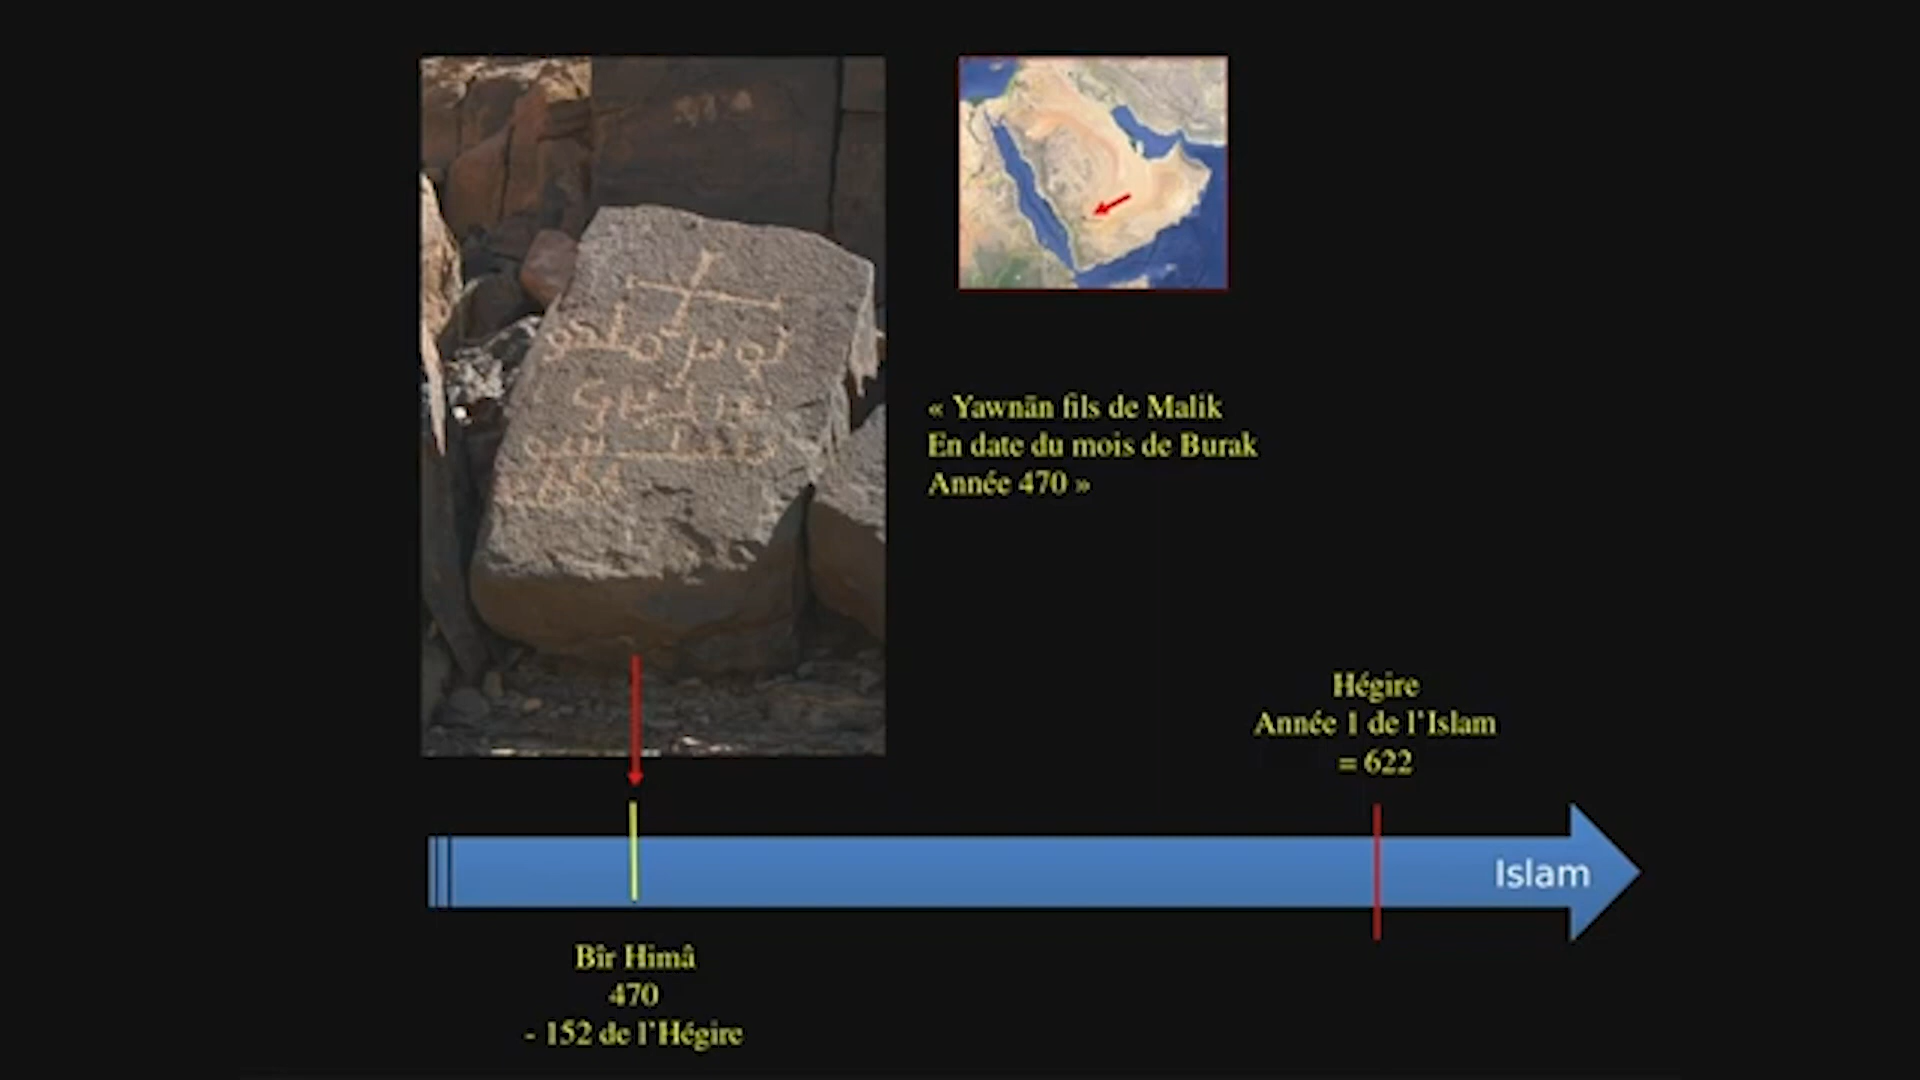 « Yawnān fils de Malik
En date du mois de Burak
Année 470 »
Hégire
Année 1 de l'Islam
= 622
Islam
Bîr Himâ
470
- 152 de l'Hégire